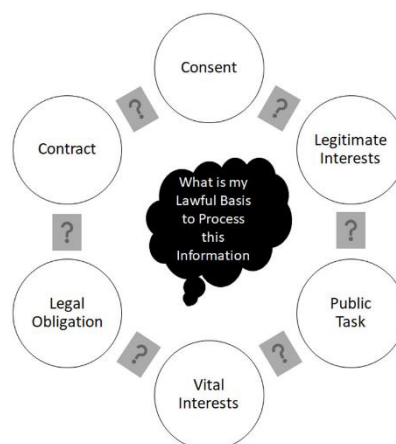 Consent
?
?
Contract
Legitimate
Interests
What is my
Lawful Basis
to Process
this
Information
?
?
Legal
Obligation
Public
Task
?
?
Vital
Interests